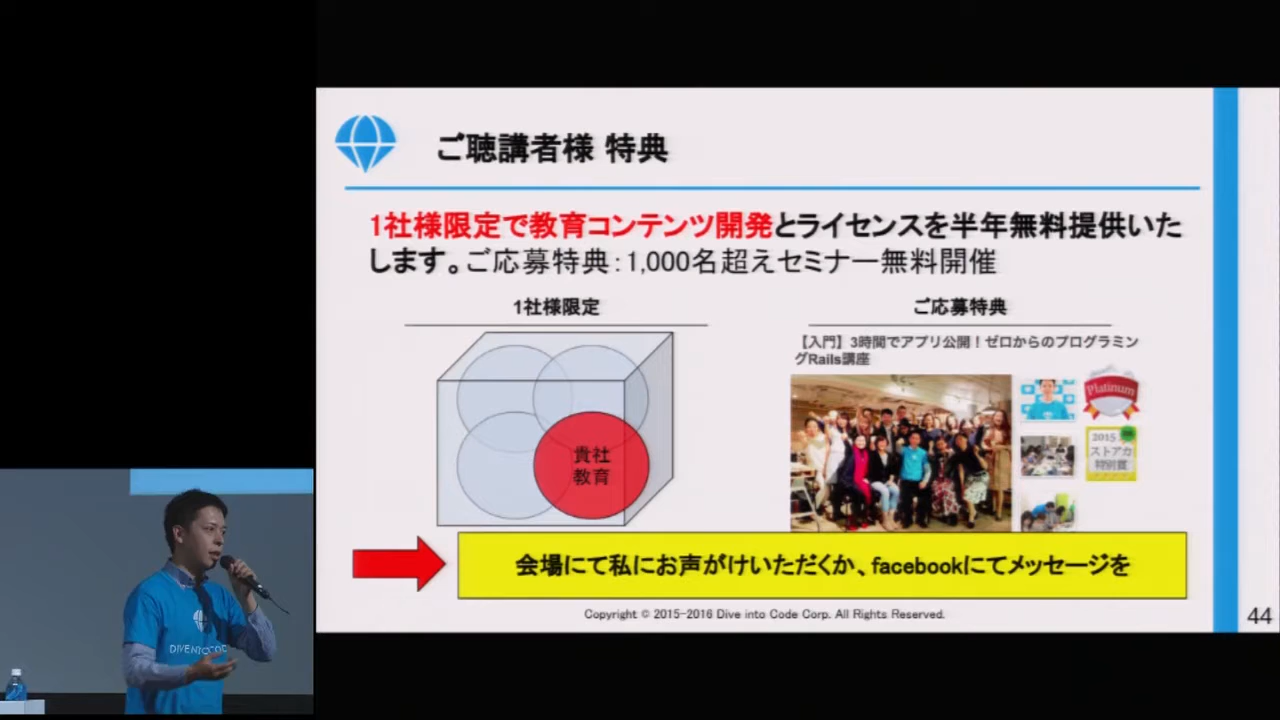 ご聴講者様 特典
1社様限定で教育コンテンツ開発とライセンスを半年無料提供いた
します。ご応募特典：1,000名超えセミナー無料開催
1社様限定
ご応募特典
【入門】3時間でアプリ公開！ゼロからのプログラミン
グRails講座
Platinum
2015
ストアカ
特別賞
貴社
教育
会場にて私にお声がけいただくか、facebookにてメッセージを
Copyright © 2015-2016 Dive into Code Corp. All Rights Reserved.
44